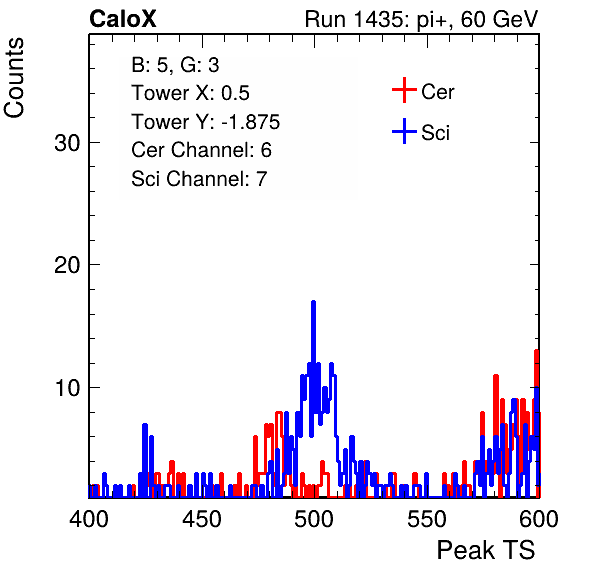 CaloX Run 1435: pi+, 60 GeV
Counts
B: 5, G: 3
Tower X: 0.5
Tower Y: -1.875
Cer Channel: 6
Sci Channel: 7
Cer
Sci
30
20
10
400 450 500 550 600
Peak TS